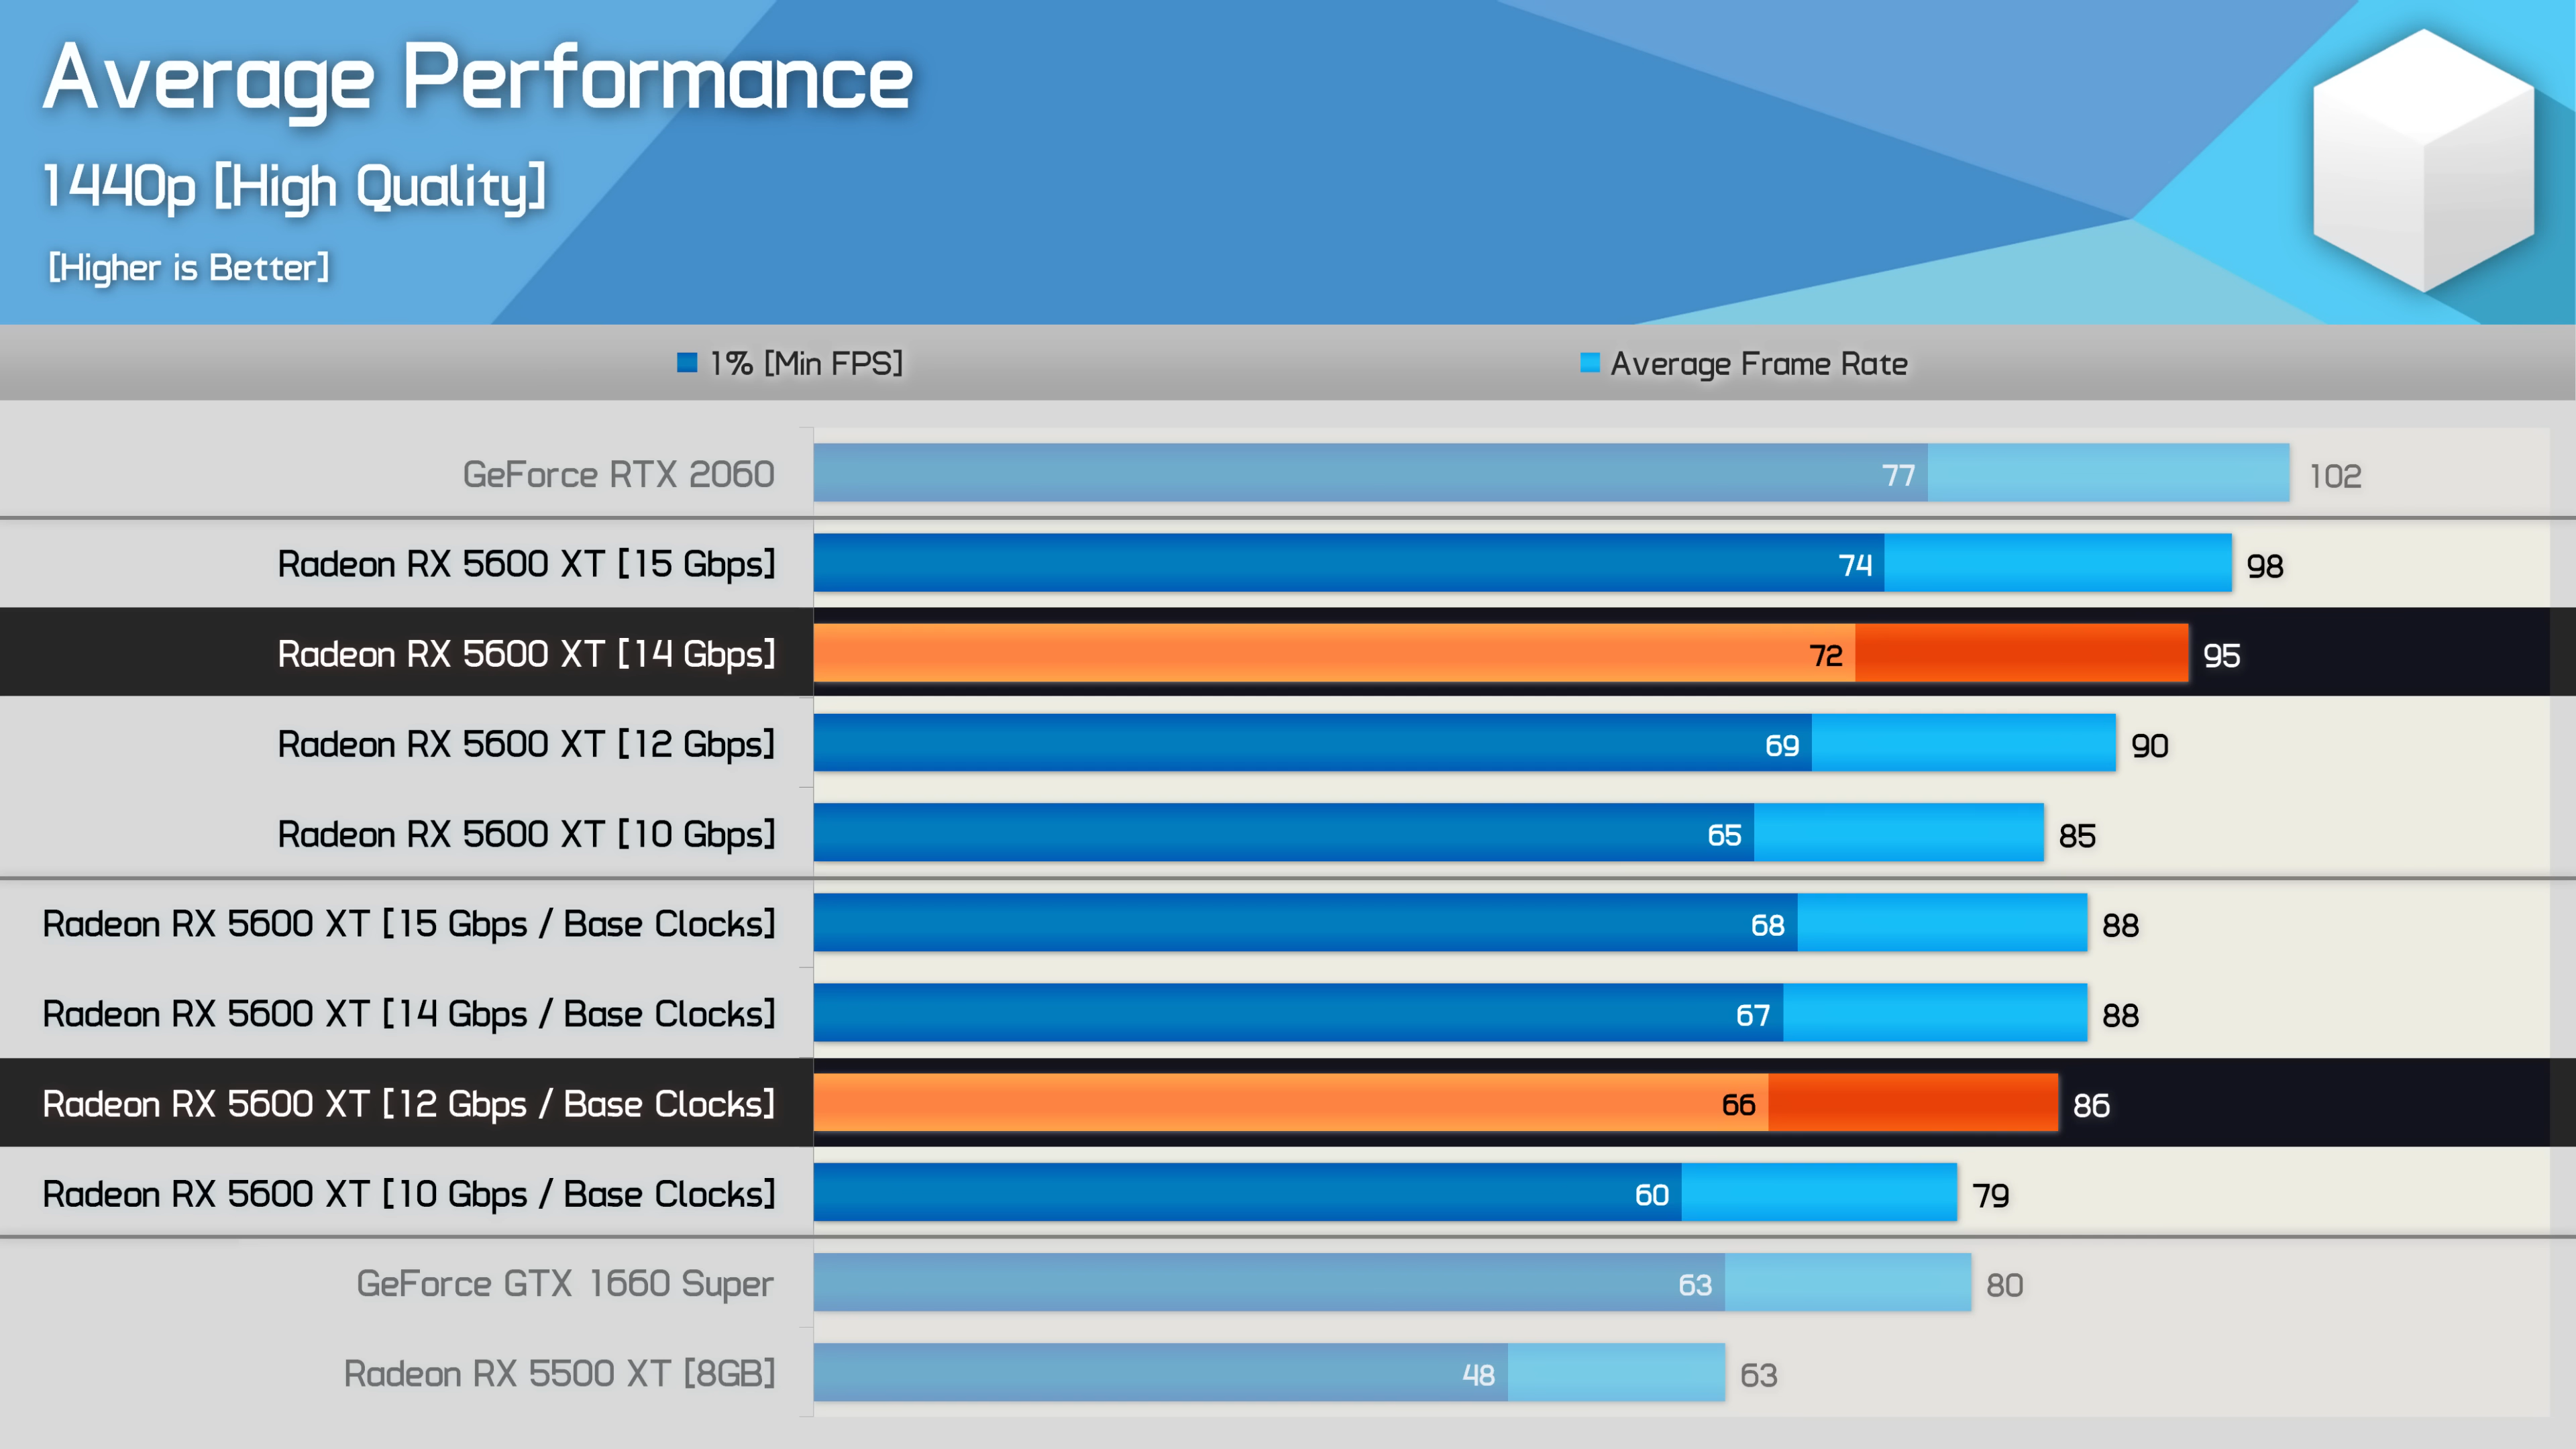 Average Performance
1440p [High Quality]
[Higher is Better]
1% [Min FPS] Average Frame Rate
GeForce RTX 2060 77 102
Radeon RX 5600 XT [15 Gbps] 74 98
Radeon RX 5600 XT [14 Gbps] 72 95
Radeon RX 5600 XT [12 Gbps] 69 90
Radeon RX 5600 XT [10 Gbps] 65 85
Radeon RX 5600 XT [15 Gbps / Base Clocks] 68 88
Radeon RX 5600 XT [14 Gbps / Base Clocks] 67 88
Radeon RX 5600 XT [12 Gbps / Base Clocks] 66 86
Radeon RX 5600 XT [10 Gbps / Base Clocks] 60 79
GeForce GTX 1660 Super 63 80
Radeon RX 5500 XT [8GB] 48 63